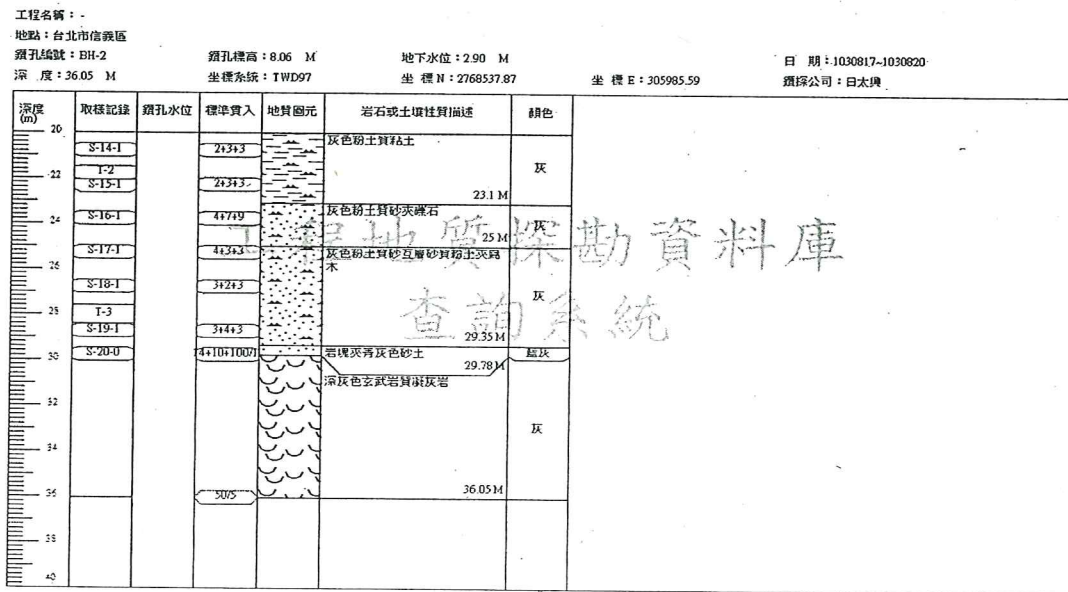 工程名稱：-
地點：台北市信義區
鑽孔編號：BH-2 鑽孔標高：8.06 M 地下水位：2.90 M 日 期：1030817~1030820
深 度：36.05 M 坐標系統：TWD97 坐 標 N：2768537.87 坐 標 E：305985.59 鑽探公司：日太興
深度(m) 取樣記錄 鑽孔水位 標準貫入 地質圖元 岩石或土壤性質描述 顏色
20
灰色粉土質粘土
S-14-1 2+3+3
T-2 灰
22
S-15-1 2+3+3
23.1 M
灰色粉土質砂夾礫石
S-16-1 4+7+9 灰
24
25 M
工程地質探勘資料庫
S-17-1 4+3+3 灰色粉土質砂互層砂質粉土夾腐
木
26
S-18-1 3+2+3 灰
T-3
28
查詢系統
S-19-1 3+4+3
29.35 M
S-20-0 4+10+100/1 岩塊夾青灰色砂土 藍灰
30
29.78 M
深灰色玄武岩質凝灰岩
32
灰
34
36.05 M
36
50/5
38
40